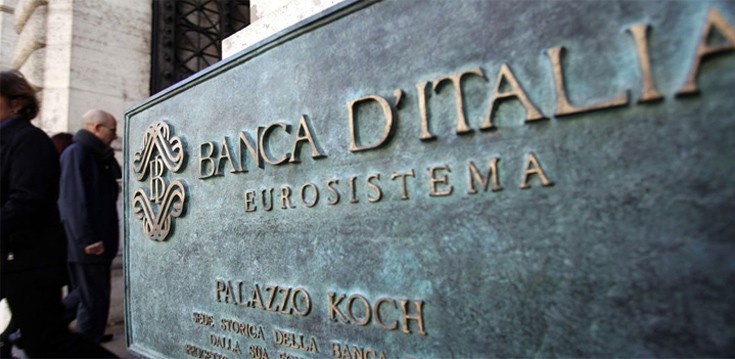 BANCA D'ITALIA
EUROSISTEMA
PALAZZO KOCH
SEDE STORICA DELLA BANCA
DALLA SUA